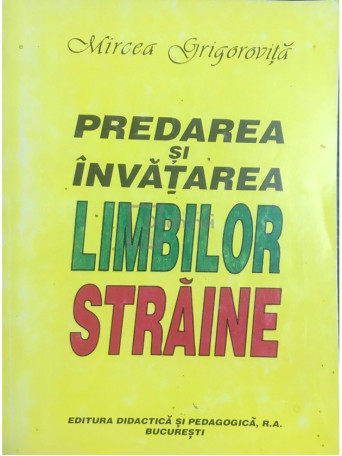 Mircea Grigoroviță
PREDAREA
ȘI
ÎNVĂȚAREA
LIMBILOR
STRĂINE
EDITURA DIDACTICĂ ȘI PEDAGOGICĂ, R.A.
BUCUREȘTI